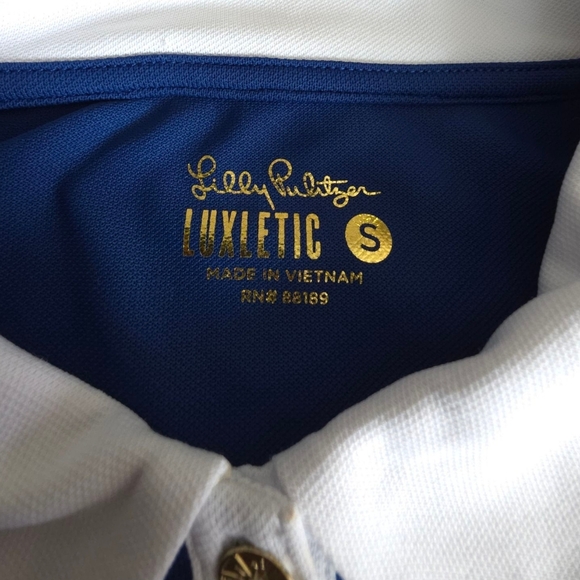 Lilly Pulitzer
LUXLETIC S
MADE IN VIETNAM
RN# 88189